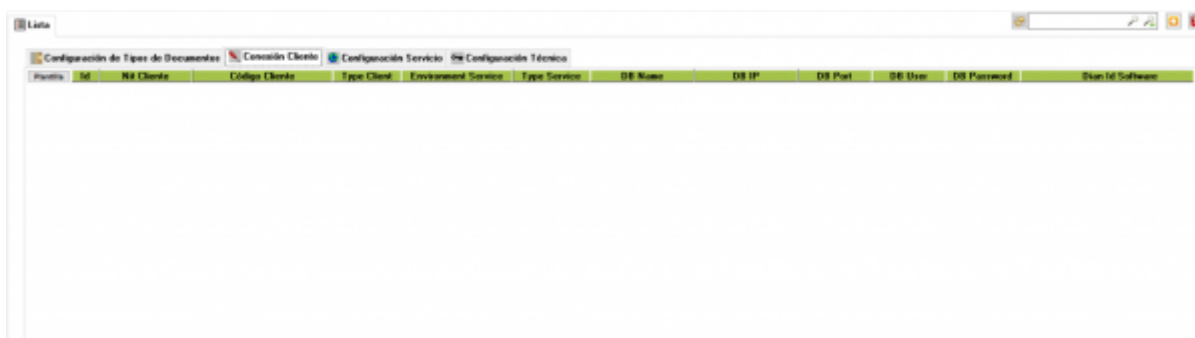 Lista
Configuración de Tipos de Documentos Conexión Cliente Configuración Servicio Configuración Técnica
Id Nit Cliente Código Cliente Type Client Environment Service Type Service DB Name DB IP DB Port DB User DB Password Dian Id Software